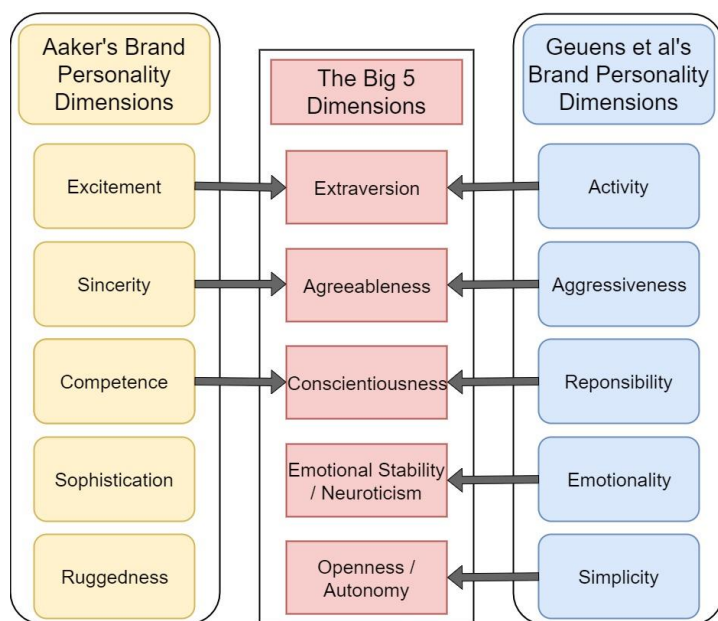 Aaker's Brand
Personality
Dimensions
Excitement
Sincerity
Competence
Sophistication
Ruggedness
The Big 5
Dimensions
Extraversion
Agreeableness
Conscientiousness
Emotional Stability
/ Neuroticism
Openness /
Autonomy
Geuens et al's
Brand Personality
Dimensions
Activity
Aggressiveness
Reponsibility
Emotionality
Simplicity